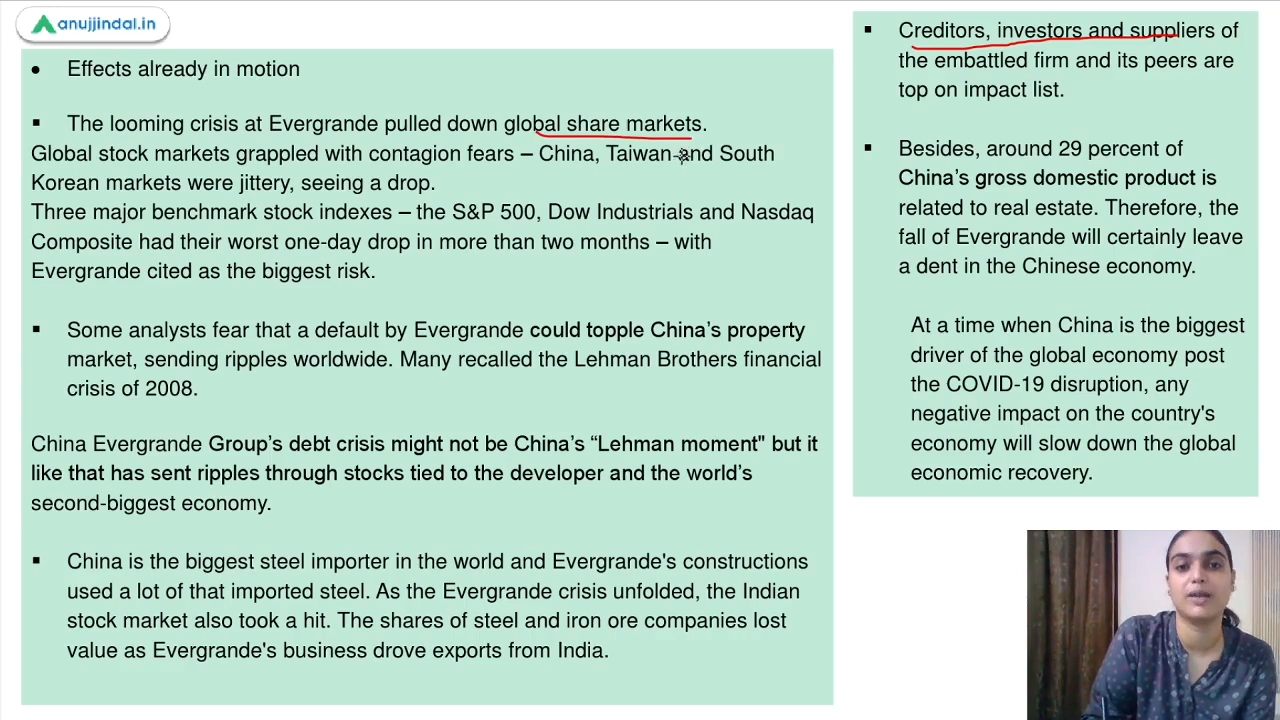 anujjindal.in
• Effects already in motion
▪ The looming crisis at Evergrande pulled down global share markets.
Global stock markets grappled with contagion fears – China, Taiwan and South
Korean markets were jittery, seeing a drop.
Three major benchmark stock indexes – the S&P 500, Dow Industrials and Nasdaq
Composite had their worst one-day drop in more than two months – with
Evergrande cited as the biggest risk.
▪ Some analysts fear that a default by Evergrande could topple China’s property
market, sending ripples worldwide. Many recalled the Lehman Brothers financial
crisis of 2008.
China Evergrande Group’s debt crisis might not be China’s “Lehman moment" but it
like that has sent ripples through stocks tied to the developer and the world’s
second-biggest economy.
▪ China is the biggest steel importer in the world and Evergrande's constructions
used a lot of that imported steel. As the Evergrande crisis unfolded, the Indian
stock market also took a hit. The shares of steel and iron ore companies lost
value as Evergrande's business drove exports from India.
▪ Creditors, investors and suppliers of
the embattled firm and its peers are
top on impact list.
▪ Besides, around 29 percent of
China’s gross domestic product is
related to real estate. Therefore, the
fall of Evergrande will certainly leave
a dent in the Chinese economy.
At a time when China is the biggest
driver of the global economy post
the COVID-19 disruption, any
negative impact on the country's
economy will slow down the global
economic recovery.